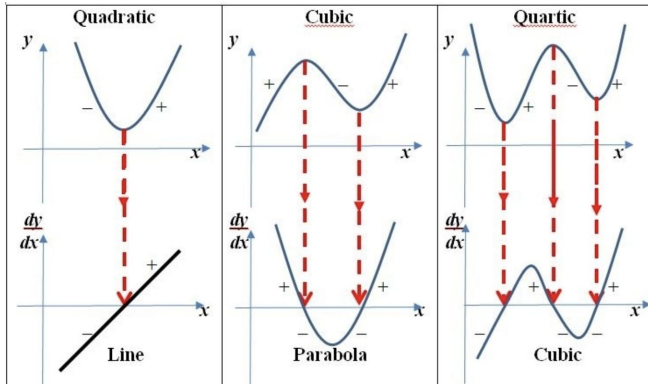 Quadratic
y
− +
x
dy
dx
+
−
x
Line
Cubic
y
+ − +
x
dy
dx
+ +
− −
x
Parabola
Quartic
y
− + − +
x
dy
dx
+ +
− −
x
Cubic